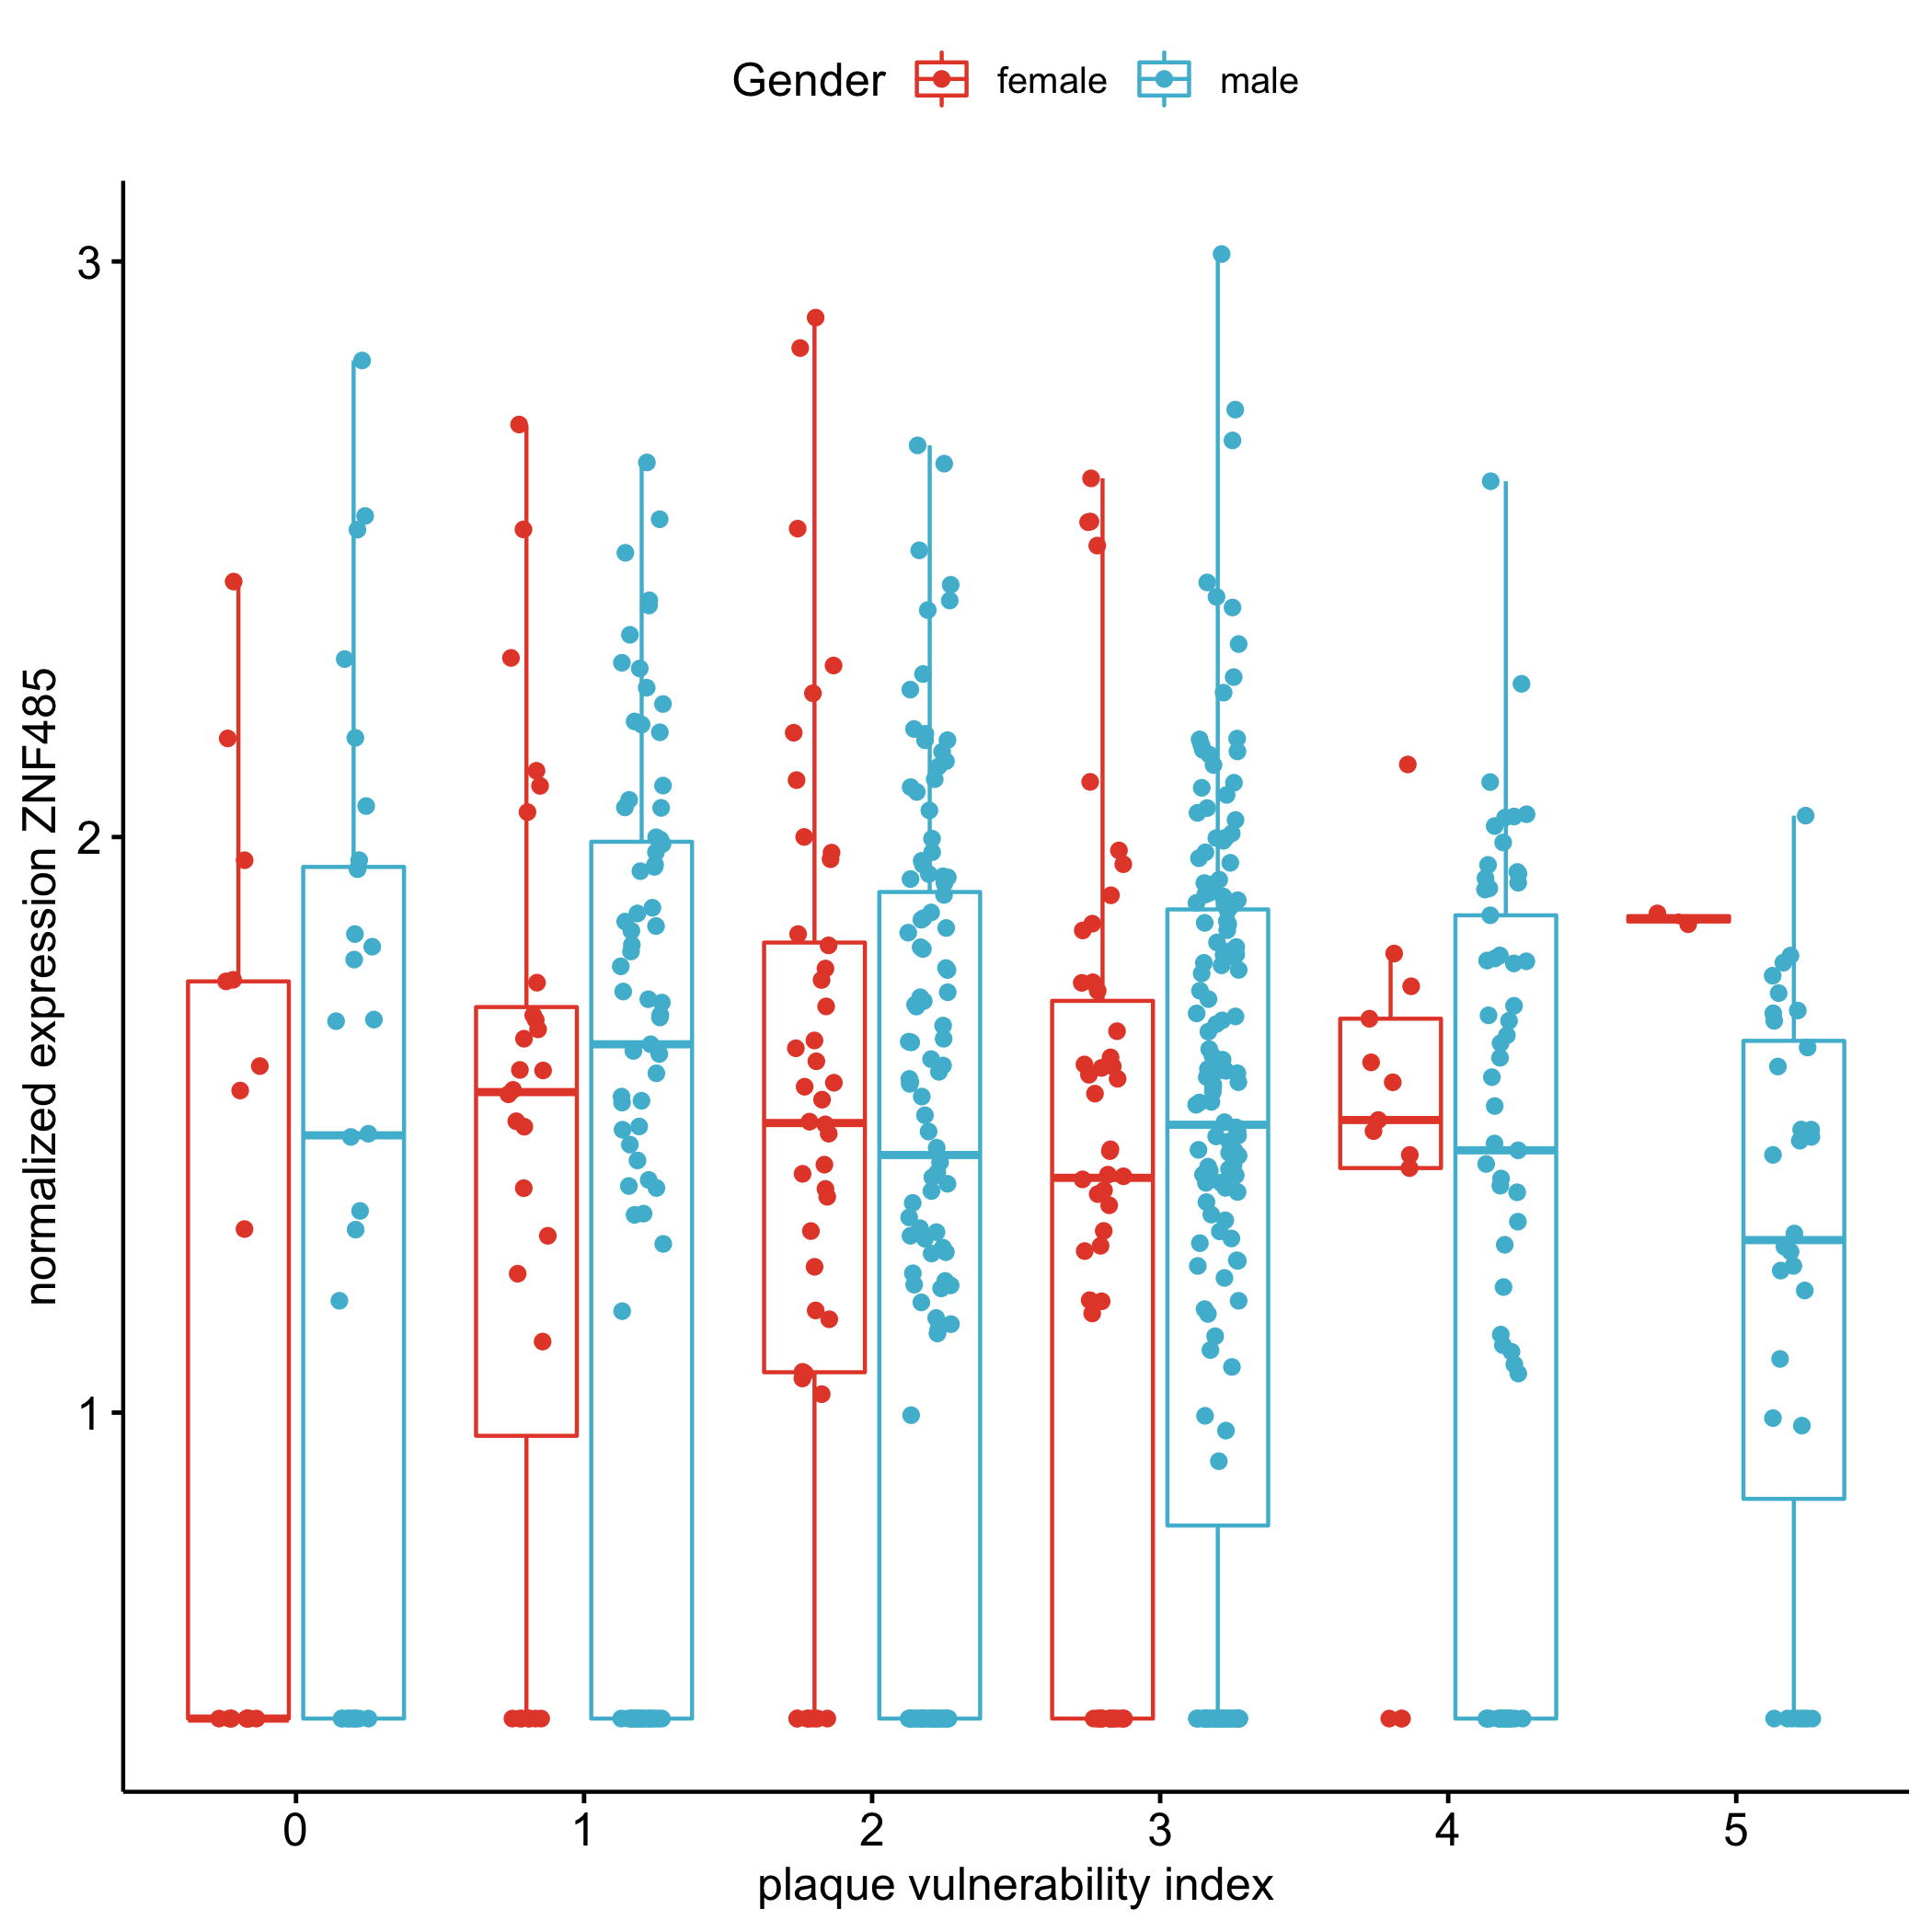 Gender female male
normalized expression ZNF485
3
2
1
0 1 2 3 4 5
plaque vulnerability index